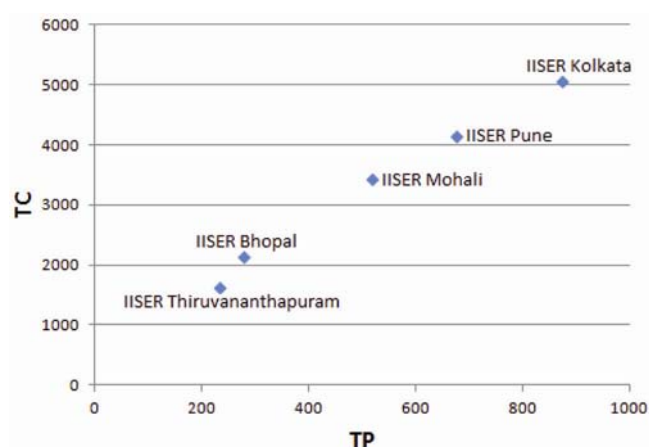 6000
IISER Kolkata
5000
IISER Pune
4000
IISER Mohali
3000
TC
IISER Bhopal
2000
IISER Thiruvananthapuram
1000
0
0 200 400 600 800 1000
TP